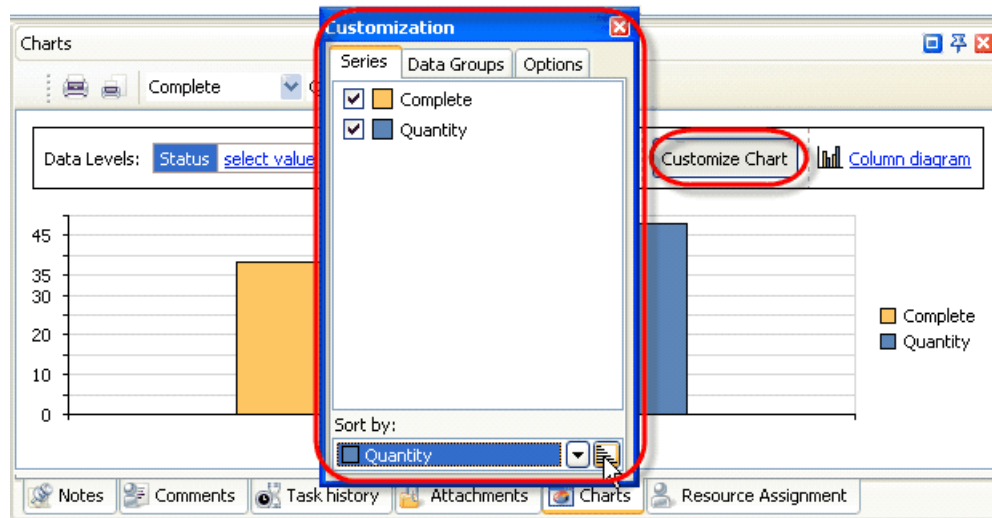 Customization
Charts
Series Data Groups Options
Complete
Complete
Quantity
Data Levels: Status select value
Customize Chart
Column diagram
45
35
30
20
10
0
Complete
Quantity
Sort by:
Quantity
Notes Comments Task history Attachments Charts Resource Assignment